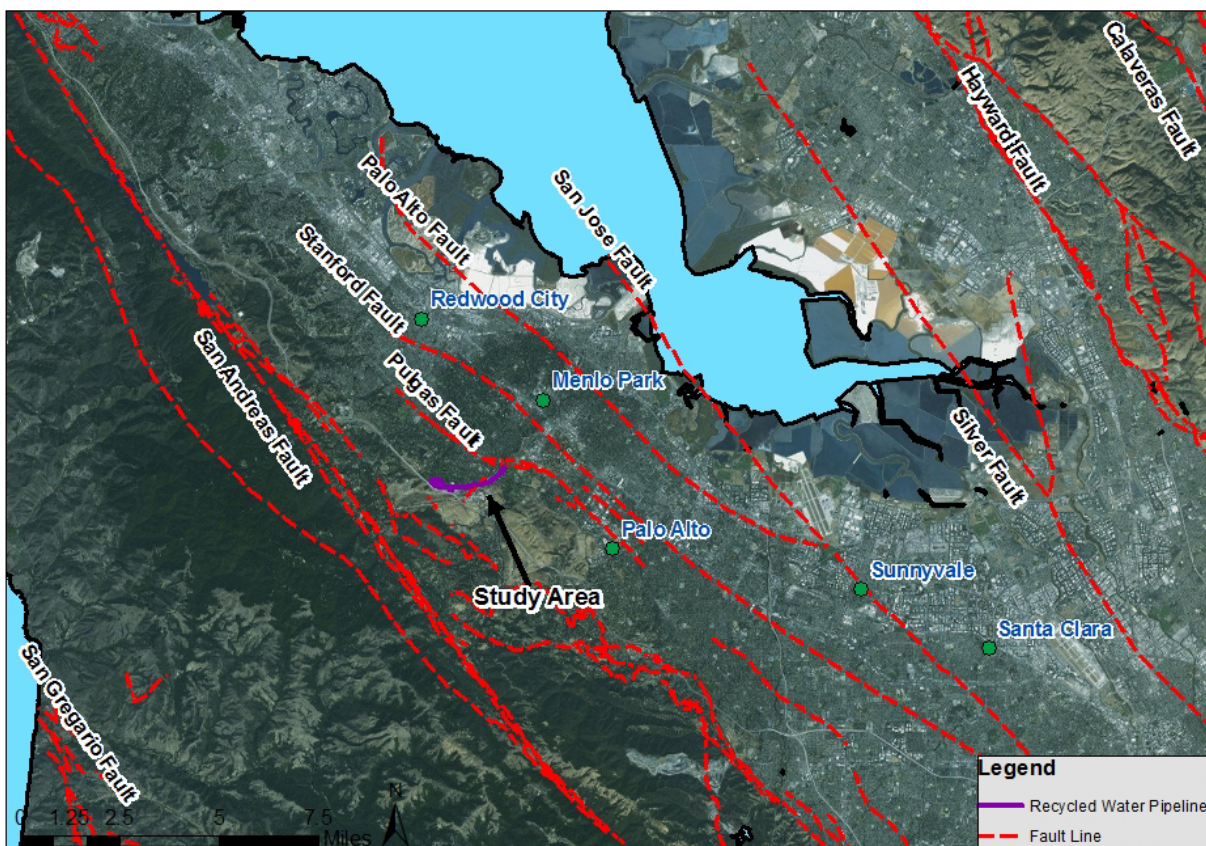 Calaveras Fault
Hayward Fault
Palo Alto Fault
San Jose Fault
Stanford Fault
Redwood City
San Andreas Fault
Pulgas Fault
Menlo Park
Silver Fault
Palo Alto
Sunnyvale
Study Area
Santa Clara
San Gregario Fault
Legend
Recycled Water Pipeline
Fault Line
N
0 1.25 2.5 5 7.5
Miles